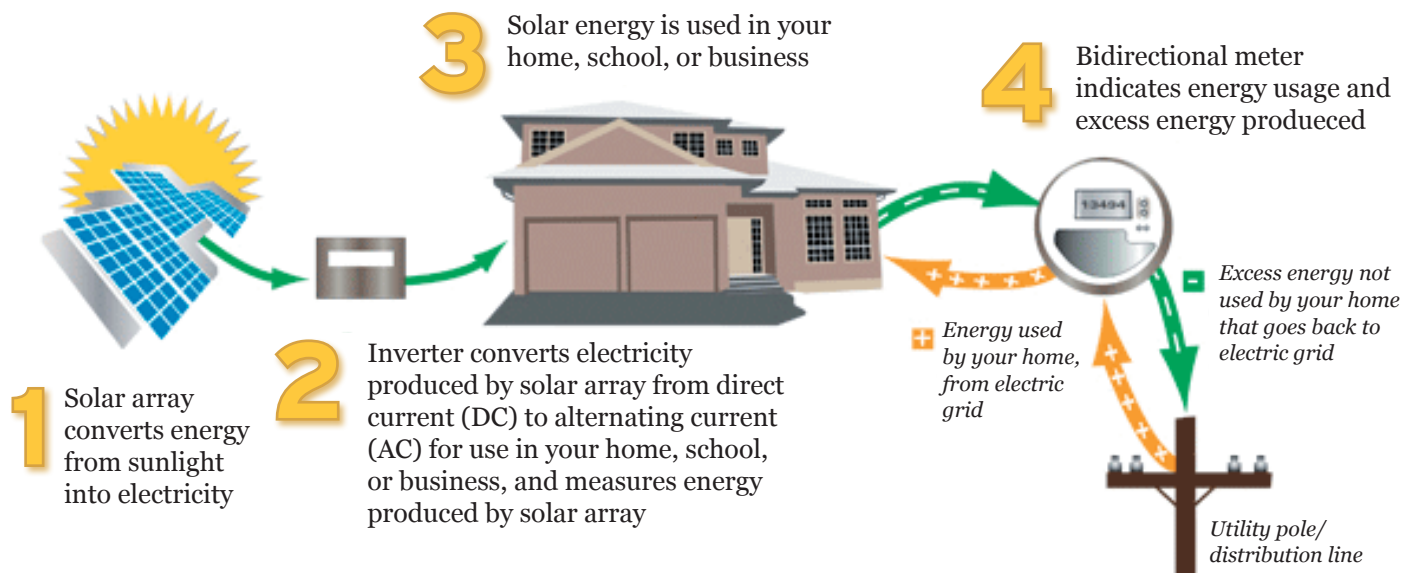 1
Solar array
converts energy
from sunlight
into electricity
2
Inverter converts electricity
produced by solar array from direct
current (DC) to alternating current
(AC) for use in your home, school,
or business, and measures energy
produced by solar array
3
Solar energy is used in your
home, school, or business
4
Bidirectional meter
indicates energy usage and
excess energy produeced
13494
+ Energy used
by your home,
from electric
grid
- Excess energy not
used by your home
that goes back to
electric grid
Utility pole/
distribution line